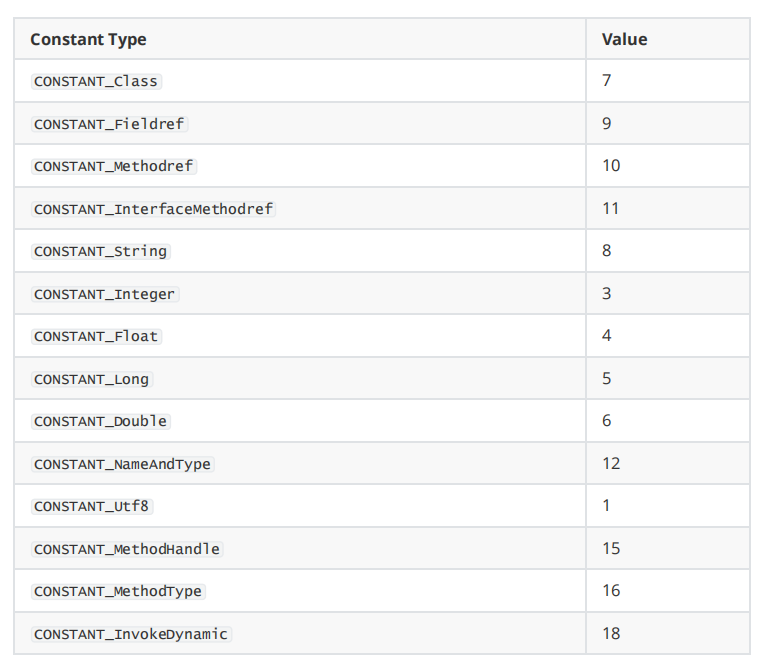 Constant Type Value
CONSTANT_Class 7
CONSTANT_Fieldref 9
CONSTANT_Methodref 10
CONSTANT_InterfaceMethodref 11
CONSTANT_String 8
CONSTANT_Integer 3
CONSTANT_Float 4
CONSTANT_Long 5
CONSTANT_Double 6
CONSTANT_NameAndType 12
CONSTANT_Utf8 1
CONSTANT_MethodHandle 15
CONSTANT_MethodType 16
CONSTANT_InvokeDynamic 18